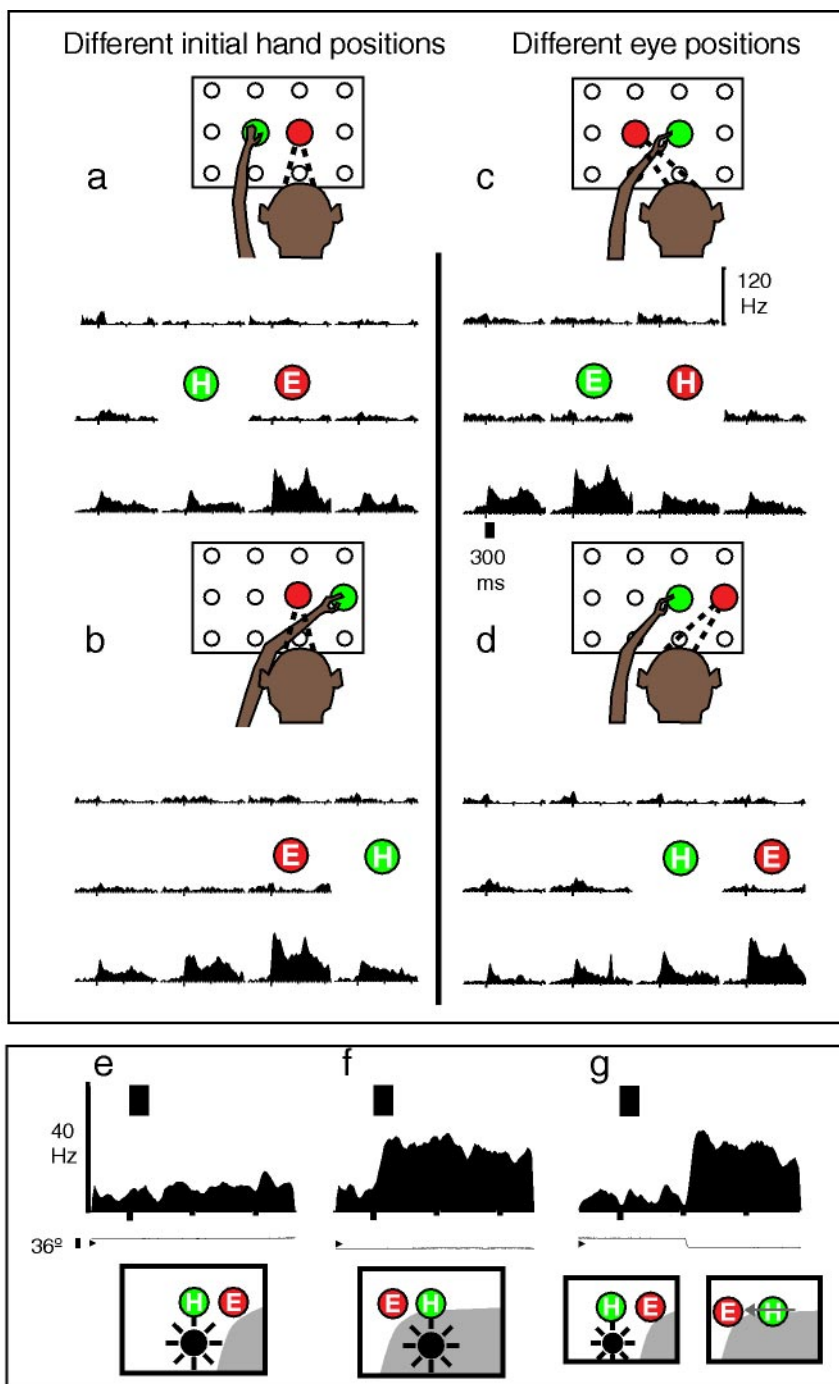 Different initial hand positions
Different eye positions
a
c
120
Hz
H
E
E
H
300
ms
b
d
E
H
H
E
e
f
g
40
Hz
36º
H
E
E
H
H
E
E
H